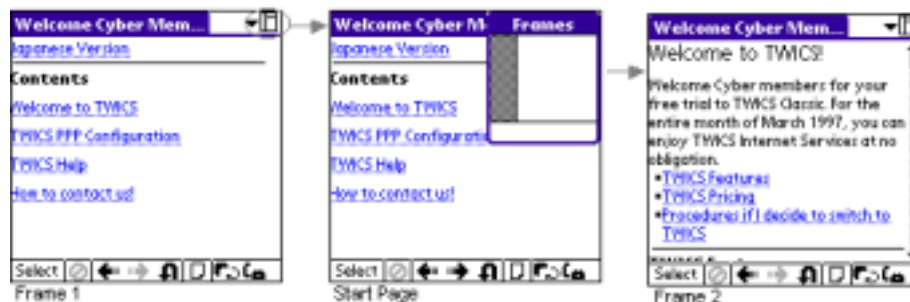 Welcome Cyber Mem...
Japanese Version
Contents
Welcome to TWICS
TWICS PPP Configuration
TWICS Help
How to contact us!
Select
Frame 1
Welcome Cyber M
Frames
Japanese Version
Contents
Welcome to TWICS
TWICS PPP Configuratio
TWICS Help
How to contact us!
Select
Start Page
Welcome Cyber Mem...
Welcome to TWICS!
Welcome Cyber members for your
free trial to TWICS Classic. For the
entire month of March 1997, you can
enjoy TWICS Internet Services at no
obligation.
•TWICS Features
•TWICS Pricing
•Procedures if I decide to switch to
TWICS
Select
Frame 2